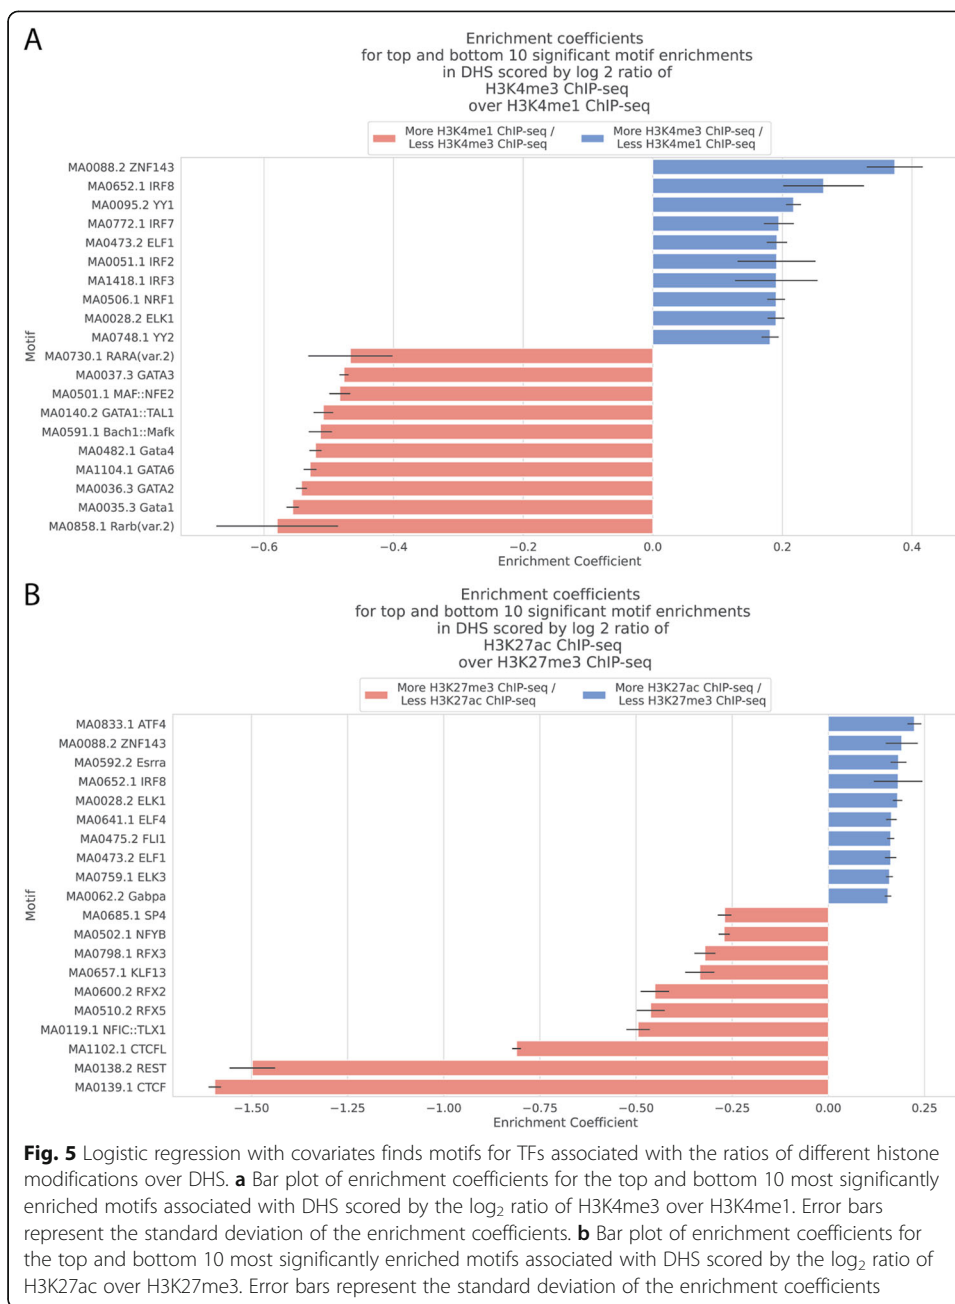 A
Enrichment coefficients
for top and bottom 10 significant motif enrichments
in DHS scored by log 2 ratio of
H3K4me3 ChIP-seq
over H3K4me1 ChIP-seq
More H3K4me1 ChIP-seq /
Less H3K4me3 ChIP-seq
More H3K4me3 ChIP-seq /
Less H3K4me1 ChIP-seq
Motif
MA0088.2 ZNF143
MA0652.1 IRF8
MA0095.2 YY1
MA0772.1 IRF7
MA0473.2 ELF1
MA0051.1 IRF2
MA1418.1 IRF3
MA0506.1 NRF1
MA0028.2 ELK1
MA0748.1 YY2
MA0730.1 RARA(var.2)
MA0037.3 GATA3
MA0501.1 MAF::NFE2
MA0140.2 GATA1::TAL1
MA0591.1 Bach1::Mafk
MA0482.1 Gata4
MA1104.1 GATA6
MA0036.3 GATA2
MA0035.3 Gata1
MA0858.1 Rarb(var.2)
−0.6 −0.4 −0.2 0.0 0.2 0.4
Enrichment Coefficient
B
Enrichment coefficients
for top and bottom 10 significant motif enrichments
in DHS scored by log 2 ratio of
H3K27ac ChIP-seq
over H3K27me3 ChIP-seq
More H3K27me3 ChIP-seq /
Less H3K27ac ChIP-seq
More H3K27ac ChIP-seq /
Less H3K27me3 ChIP-seq
Motif
MA0833.1 ATF4
MA0088.2 ZNF143
MA0592.2 Esrra
MA0652.1 IRF8
MA0028.2 ELK1
MA0641.1 ELF4
MA0475.2 FLI1
MA0473.2 ELF1
MA0759.1 ELK3
MA0062.2 Gabpa
MA0685.1 SP4
MA0502.1 NFYB
MA0798.1 RFX3
MA0657.1 KLF13
MA0600.2 RFX2
MA0510.2 RFX5
MA0119.1 NFIC::TLX1
MA1102.1 CTCFL
MA0138.2 REST
MA0139.1 CTCF
−1.50 −1.25 −1.00 −0.75 −0.50 −0.25 0.00 0.25
Enrichment Coefficient
Fig. 5 Logistic regression with covariates finds motifs for TFs associated with the ratios of different histone
modifications over DHS. a Bar plot of enrichment coefficients for the top and bottom 10 most significantly
enriched motifs associated with DHS scored by the log₂ ratio of H3K4me3 over H3K4me1. Error bars
represent the standard deviation of the enrichment coefficients. b Bar plot of enrichment coefficients for
the top and bottom 10 most significantly enriched motifs associated with DHS scored by the log₂ ratio of
H3K27ac over H3K27me3. Error bars represent the standard deviation of the enrichment coefficients